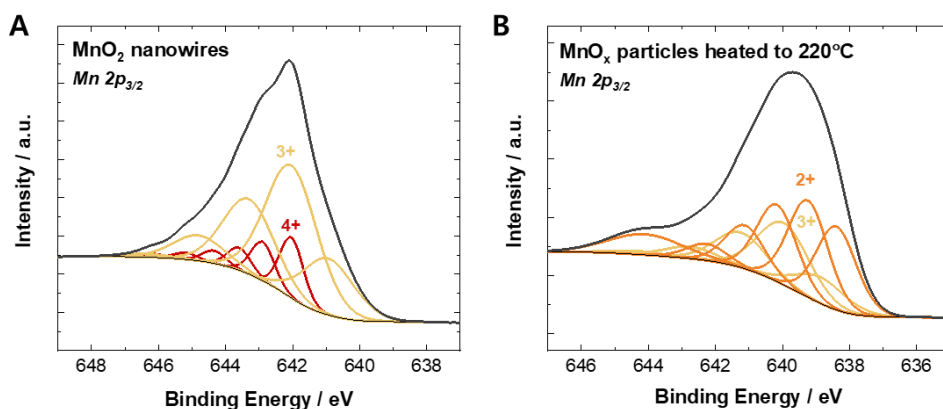 A
MnO₂ nanowires
Mn 2p₃/₂
3+
4+
Intensity / a.u.
648 646 644 642 640 638
Binding Energy / eV
B
MnOₓ particles heated to 220°C
Mn 2p₃/₂
2+
3+
Intensity / a.u.
646 644 642 640 638 636
Binding Energy / eV